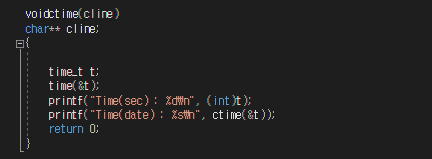 voidctime(cline)
char** cline;
{
time_t t;
time(&t);
printf("Time(sec) : %d₩n", (int)t);
printf("Time(date) : %s₩n", ctime(&t));
return 0;
}